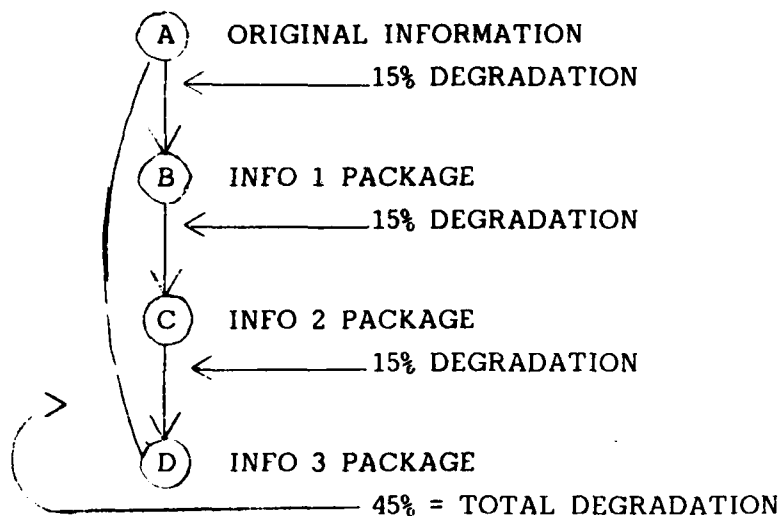 A ORIGINAL INFORMATION
15% DEGRADATION
B INFO 1 PACKAGE
15% DEGRADATION
C INFO 2 PACKAGE
15% DEGRADATION
D INFO 3 PACKAGE
45% = TOTAL DEGRADATION